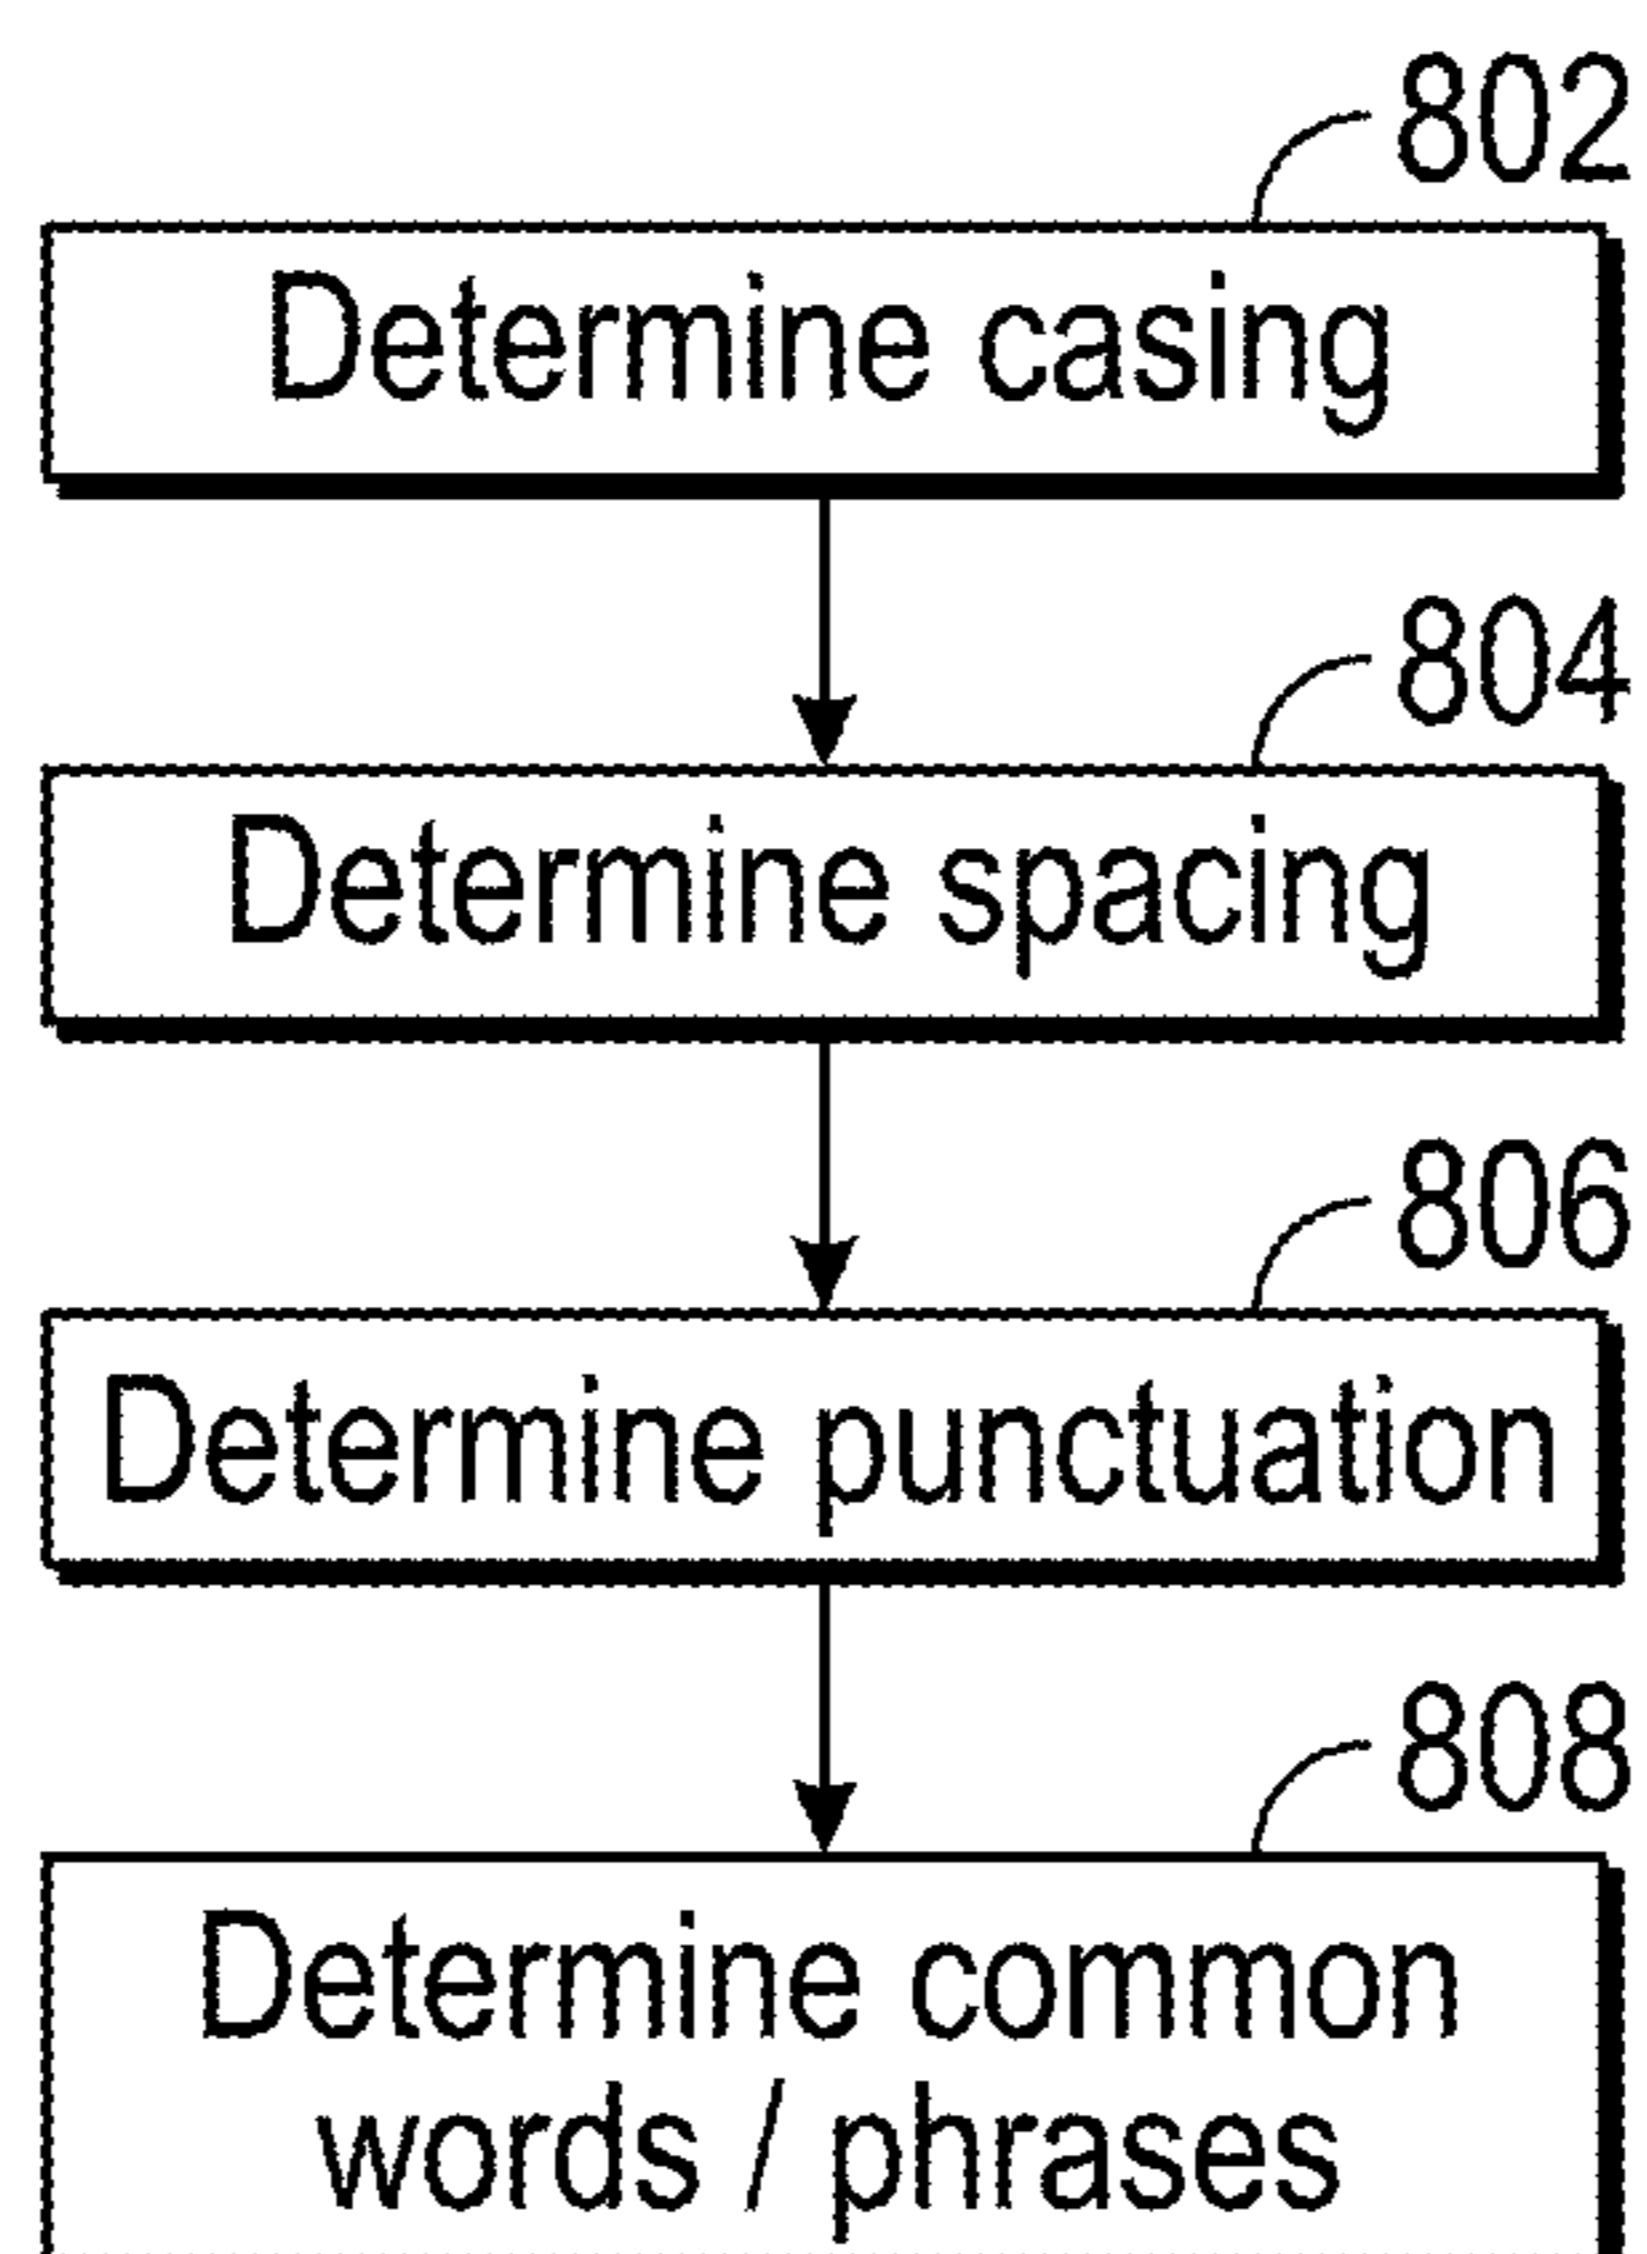 802
Determine casing
804
Determine spacing
806
Determine punctuation
808
Determine common
words / phrases